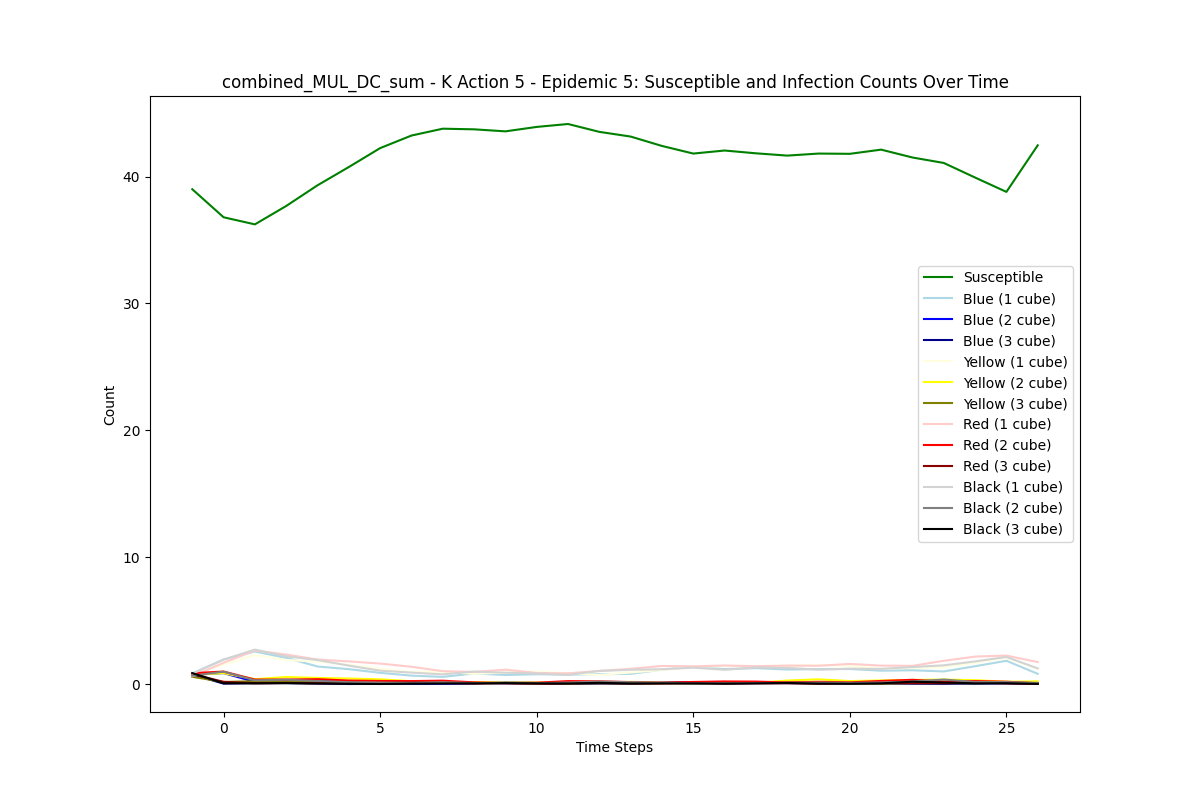 combined_MUL_DC_sum - K Action 5 - Epidemic 5: Susceptible and Infection Counts Over Time
Count
40
30
20
10
0
Susceptible
Blue (1 cube)
Blue (2 cube)
Blue (3 cube)
Yellow (1 cube)
Yellow (2 cube)
Yellow (3 cube)
Red (1 cube)
Red (2 cube)
Red (3 cube)
Black (1 cube)
Black (2 cube)
Black (3 cube)
0 5 10 15 20 25
Time Steps